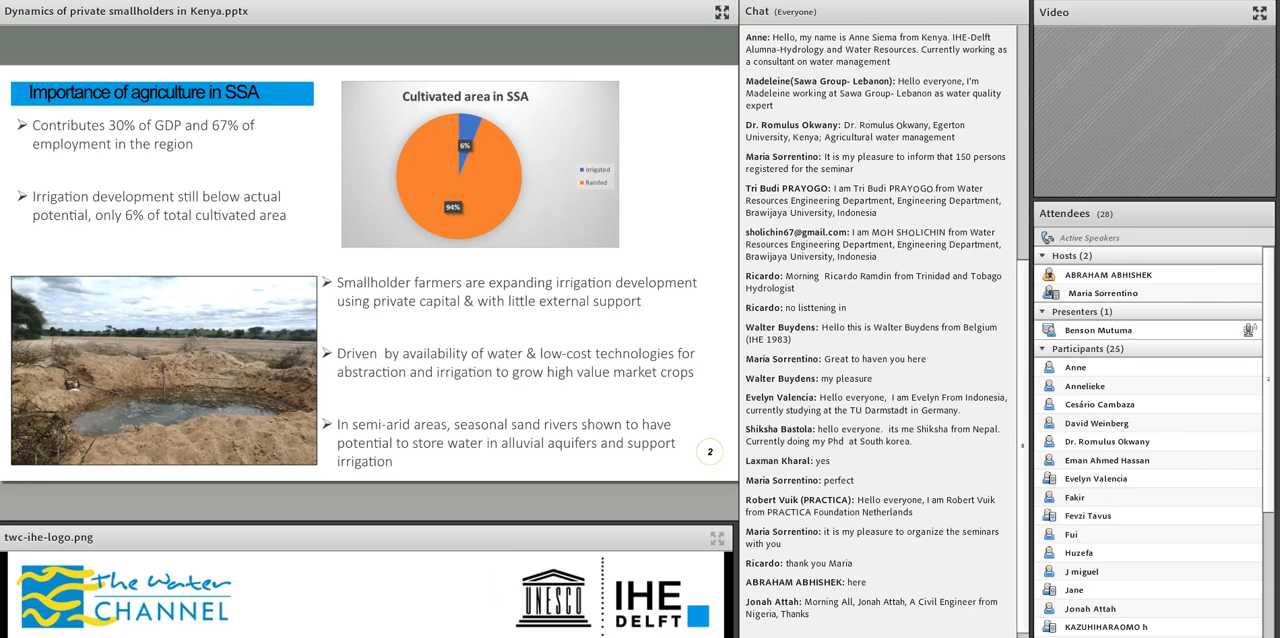 Dynamics of private smallholders in Kenya.pptx
Importance of agriculture in SSA
➢ Contributes 30% of GDP and 67% of
employment in the region
➢ Irrigation development still below actual
potential, only 6% of total cultivated area
Cultivated area in SSA
6%
94%
Irrigated
Rainfed
➢ Smallholder farmers are expanding irrigation development
using private capital & with little external support
➢ Driven by availability of water & low-cost technologies for
abstraction and irrigation to grow high value market crops
➢ In semi-arid areas, seasonal sand rivers shown to have
potential to store water in alluvial aquifers and support
irrigation
2
twc-ihe-logo.png
The Water
CHANNEL
UNESCO
IHE
DELFT
Chat (Everyone)
Anne: Hello, my name is Anne Siema from Kenya. IHE-Delft
Alumna-Hydrology and Water Resources. Currently working as
a consultant on water management
Madeleine(Sawa Group- Lebanon): Hello everyone, I'm
Madeleine working at Sawa Group- Lebanon as water quality
expert
Dr. Romulus Okwany: Dr. Romulus Okwany, Egerton
University, Kenya; Agricultural water management
Maria Sorrentino: It is my pleasure to inform that 150 persons
registered for the seminar
Tri Budi PRAYOGO: I am Tri Budi PRAYOGO from Water
Resources Engineering Department, Engineering Department,
Brawijaya University, Indonesia
sholichin67@gmail.com: I am MOH SHOLICHIN from Water
Resources Engineering Department, Engineering Department,
Brawijaya University, Indonesia
Ricardo: Morning Ricardo Ramdin from Trinidad and Tobago
Hydrologist
Ricardo: no listtening in
Walter Buydens: Hello this is Walter Buydens from Belgium
(IHE 1983)
Maria Sorrentino: Great to haven you here
Walter Buydens: my pleasure
Evelyn Valencia: Hello everyone, I am Evelyn From Indonesia,
currently studying at the TU Darmstadt in Germany.
Shiksha Bastola: hello everyone. its me Shiksha from Nepal.
Currently doing my Phd at South korea.
Laxman Kharal: yes
Maria Sorrentino: perfect
Robert Vuik (PRACTICA): Hello everyone, I am Robert Vuik
from PRACTICA Foundation Netherlands
Maria Sorrentino: it is my pleasure to organize the seminars
with you
Ricardo: thank you Maria
ABRAHAM ABHISHEK: here
Jonah Attah: Morning All, Jonah Attah, A Civil Engineer from
Nigeria, Thanks
Video
Attendees (28)
Active Speakers
Hosts (2)
ABRAHAM ABHISHEK
Maria Sorrentino
Presenters (1)
Benson Mutuma
Participants (25)
Anne
Annelieke
Cesário Cambaza
David Weinberg
Dr. Romulus Okwany
Eman Ahmed Hassan
Evelyn Valencia
Fakir
Fevzi Tavus
Fui
Huzefa
J miguel
Jane
Jonah Attah
KAZUHIHARAOMO h